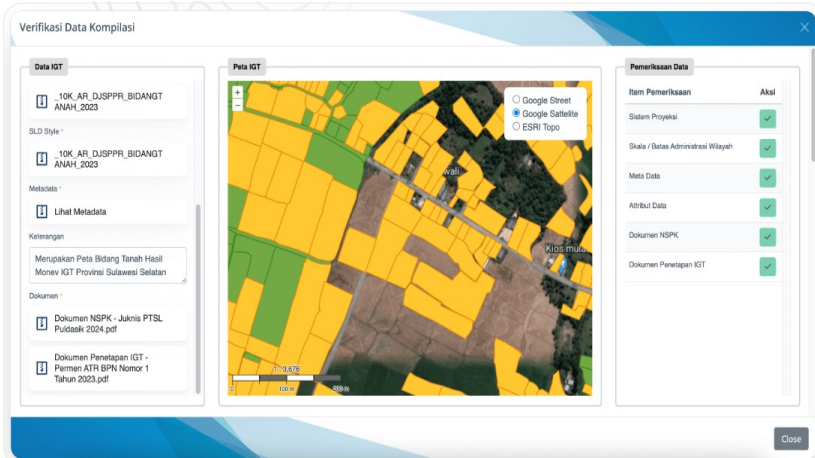 Verifikasi Data Kompilasi
Data IGT
_10K_AR_DJSPPR_BIDANGT
ANAH_2023
SLD Style *
_10K_AR_DJSPPR_BIDANGT
ANAH_2023
Metadata *
Lihat Metadata
Keterangan
Merupakan Peta Bidang Tanah Hasil
Monev IGT Provinsi Sulawesi Selatan
Dokumen *
Dokumen NSPK - Juknis PTSL
Puldasik 2024.pdf
Dokumen Penetapan IGT -
Permen ATR BPN Nomor 1
Tahun 2023.pdf
Peta IGT
+
−
Google Street
Google Sattelite
ESRI Topo
wali
Kios mula
1 : 3,676
0 100 m 200 m
Pemeriksaan Data
Item Pemeriksaan Aksi
Sistem Proyeksi
Skala / Batas Administrasi Wilayah
Meta Data
Attribut Data
Dokumen NSPK
Dokumen Penetapan IGT
Close